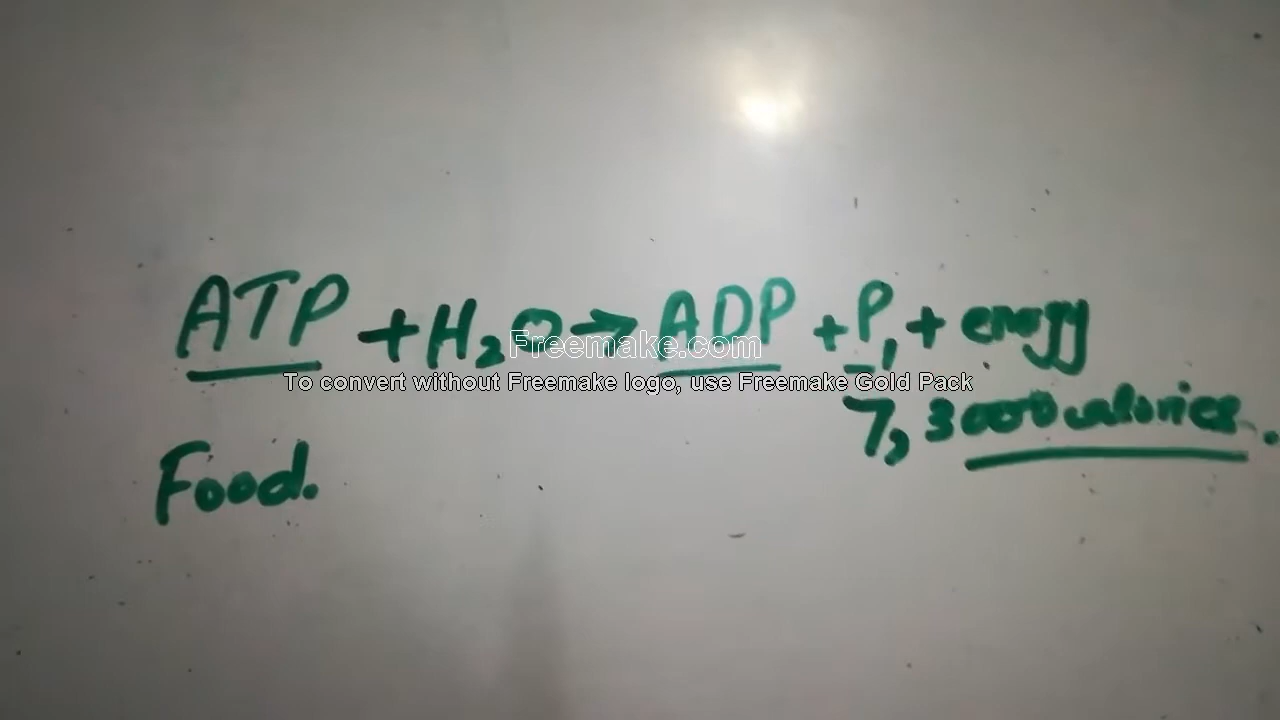 ATP + H₂O → ADP + Pi + energy
Freemake.com
To convert without Freemake logo, use Freemake Gold Pack
7,3000 calories.
Food.